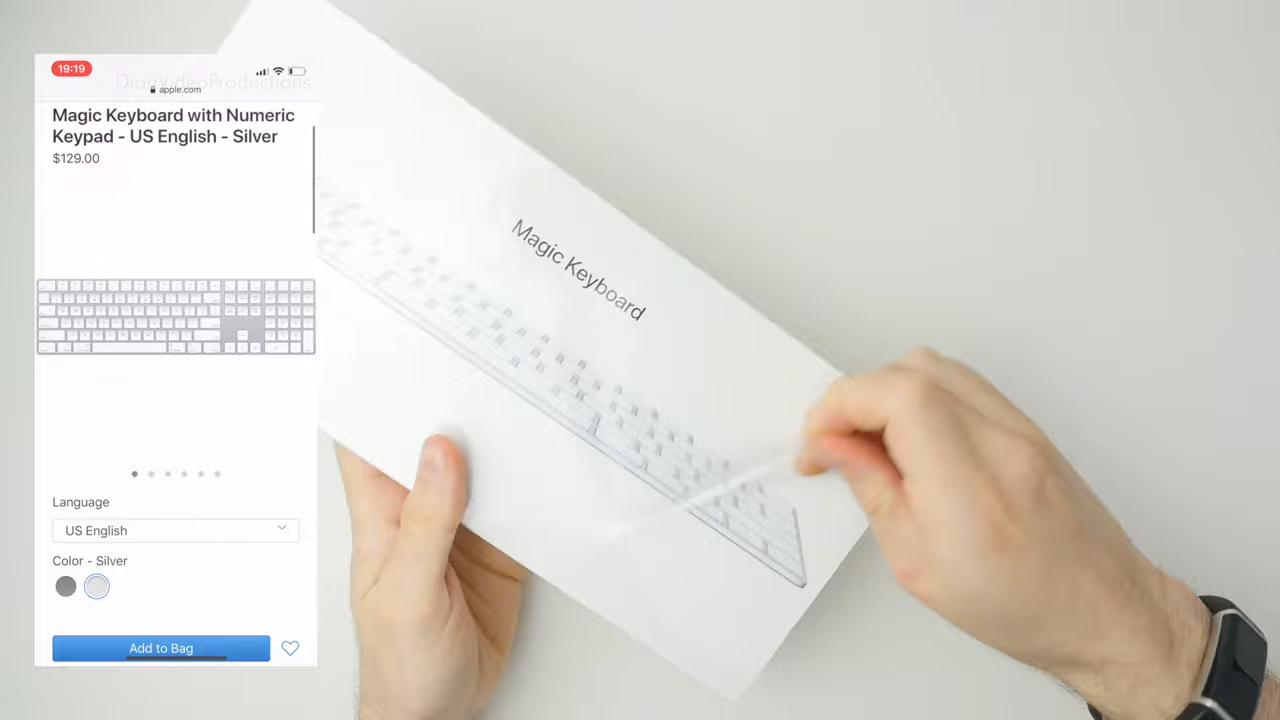 19:19
DiagVideoProductions
apple.com
Magic Keyboard with Numeric
Keypad - US English - Silver
$129.00
Language
US English
Color - Silver
Add to Bag
Magic Keyboard